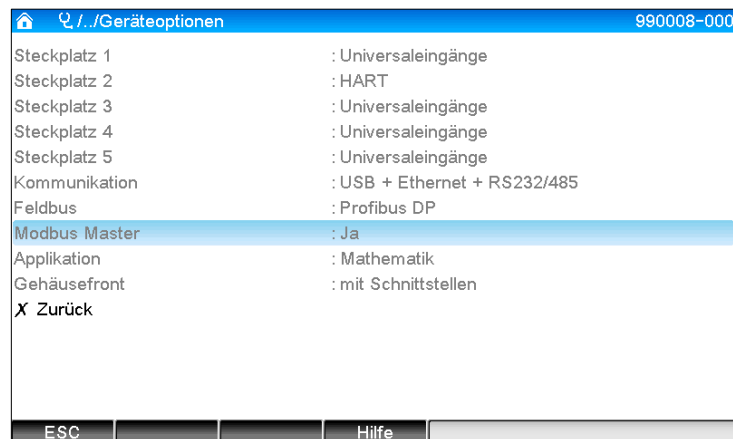 /../Geräteoptionen 990008-000
Steckplatz 1 : Universaleingänge
Steckplatz 2 : HART
Steckplatz 3 : Universaleingänge
Steckplatz 4 : Universaleingänge
Steckplatz 5 : Universaleingänge
Kommunikation : USB + Ethernet + RS232/485
Feldbus : Profibus DP
Modbus Master : Ja
Applikation : Mathematik
Gehäusefront : mit Schnittstellen
X Zurück
ESC Hilfe